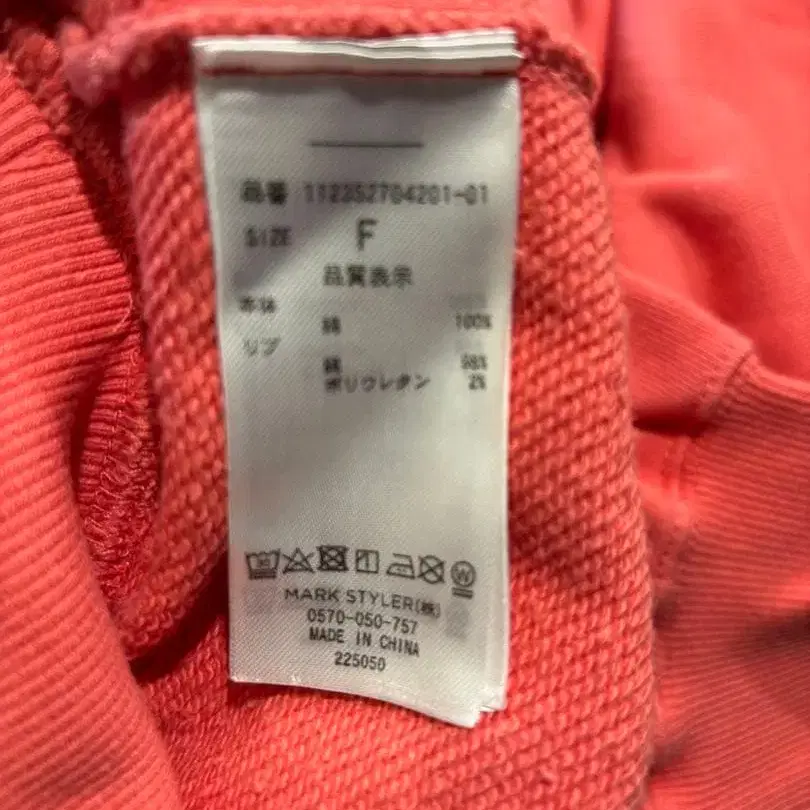 品番 112352704201-01
SIZE F
品質表示
本体
綿 100%
リブ
綿 98%
ポリウレタン 2%
MARK STYLER(株)
0570-050-757
MADE IN CHINA
225050